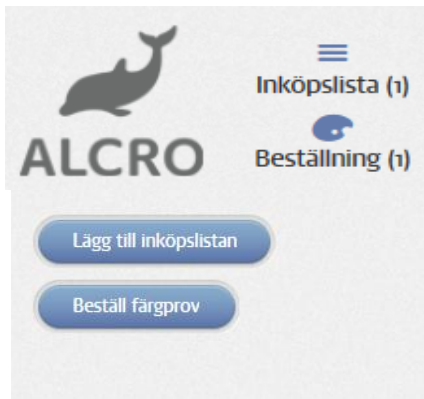 ALCRO
Inköpslista (1)
Beställning (1)
Lägg till inköpslistan
Beställ färgprov